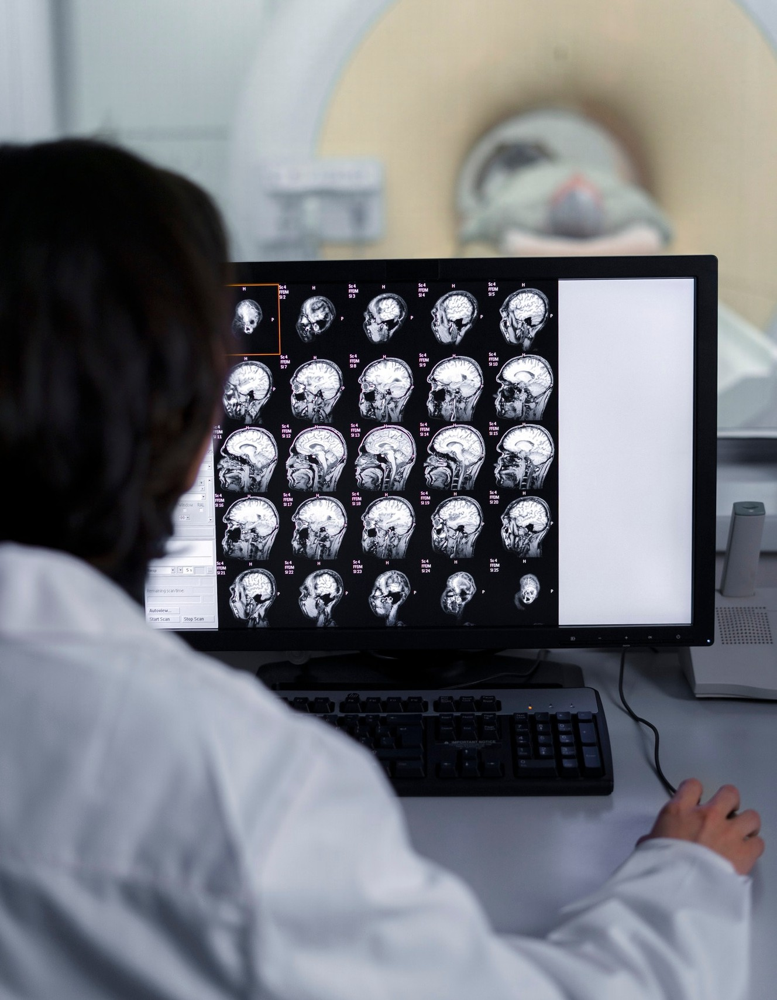 H
Sc 4
FFE/M
Sl 2
H
P
Sc 4
FFE/M
Sl 3
H
P
Sc 4
FFE/M
Sl 4
H
P
Sc 4
FFE/M
Sl 5
H
P
P
H
Sc 4
FFE/M
Sl 7
H
P
Sc 4
FFE/M
Sl 8
H
P
Sc 4
FFE/M
Sl 9
H
P
Sc 4
FFE/M
Sl 10
H
P
P
FFE/M
Sl 11
H
Sc 4
FFE/M
Sl 12
H
Sc 4
FFE/M
Sl 13
H
Sc 4
FFE/M
Sl 14
H
Sc 4
FFE/M
Sl 15
H
Sc 4
FFE/M
Sl 16
H
Sc 4
FFE/M
Sl 17
H
Sc 4
FFE/M
Sl 18
H
Sc 4
FFE/M
Sl 19
H
Sc 4
FFE/M
Sl 20
H
P
Sc 4
FFE/M
Sl 21
H
P
Sc 4
FFE/M
Sl 22
H
P
Sc 4
FFE/M
Sl 23
H
P
Sc 4
FFE/M
Sl 24
H
P
Sc 4
FFE/M
Sl 25
H
P
Window
RAL
5 s
Remaining scan time:
Autoview...
Start Scan
Stop Scan
IMPORTANT NOTICE